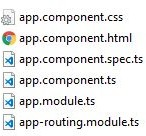 app.component.css
app.component.html
app.component.spec.ts
app.component.ts
app.module.ts
app-routing.module.ts